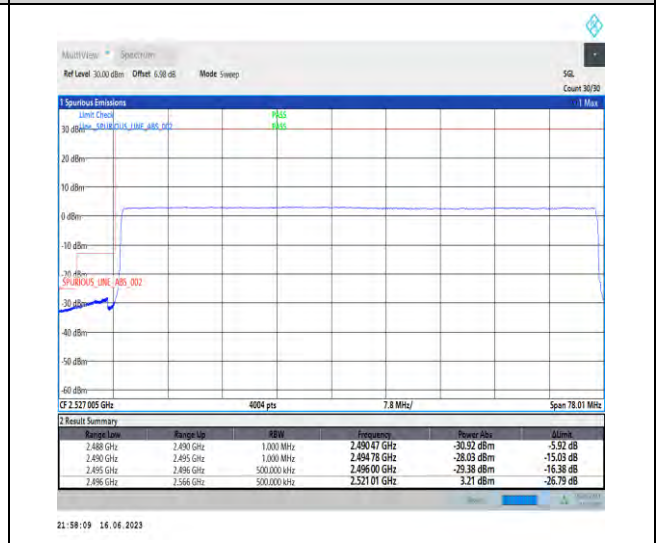 MultiView Spectrum
Ref Level 30.00 dBm Offset 6.98 dB Mode Sweep SGL
Count 30/30
1 Spurious Emissions 1 Max
Limit Check PASS
30 dBm Line_SPURIOUS_LINE_ABS_002 PASS
20 dBm
10 dBm
0 dBm
-10 dBm
-20 dBm
SPURIOUS_LINE_ABS_002
-30 dBm
-40 dBm
-50 dBm
-60 dBm
CF 2.527 005 GHz 4004 pts 7.8 MHz/ Span 78.01 MHz
2 Result Summary
Range Low Range Up RBW Frequency Power Abs ΔLimit
2.488 GHz 2.490 GHz 1.000 MHz 2.490 47 GHz -30.92 dBm -5.92 dB
2.490 GHz 2.495 GHz 1.000 MHz 2.494 78 GHz -28.03 dBm -15.03 dB
2.495 GHz 2.496 GHz 500.000 kHz 2.496 00 GHz -29.38 dBm -16.38 dB
2.496 GHz 2.566 GHz 500.000 kHz 2.521 01 GHz 3.21 dBm -26.79 dB
21:58:09 16.06.2023